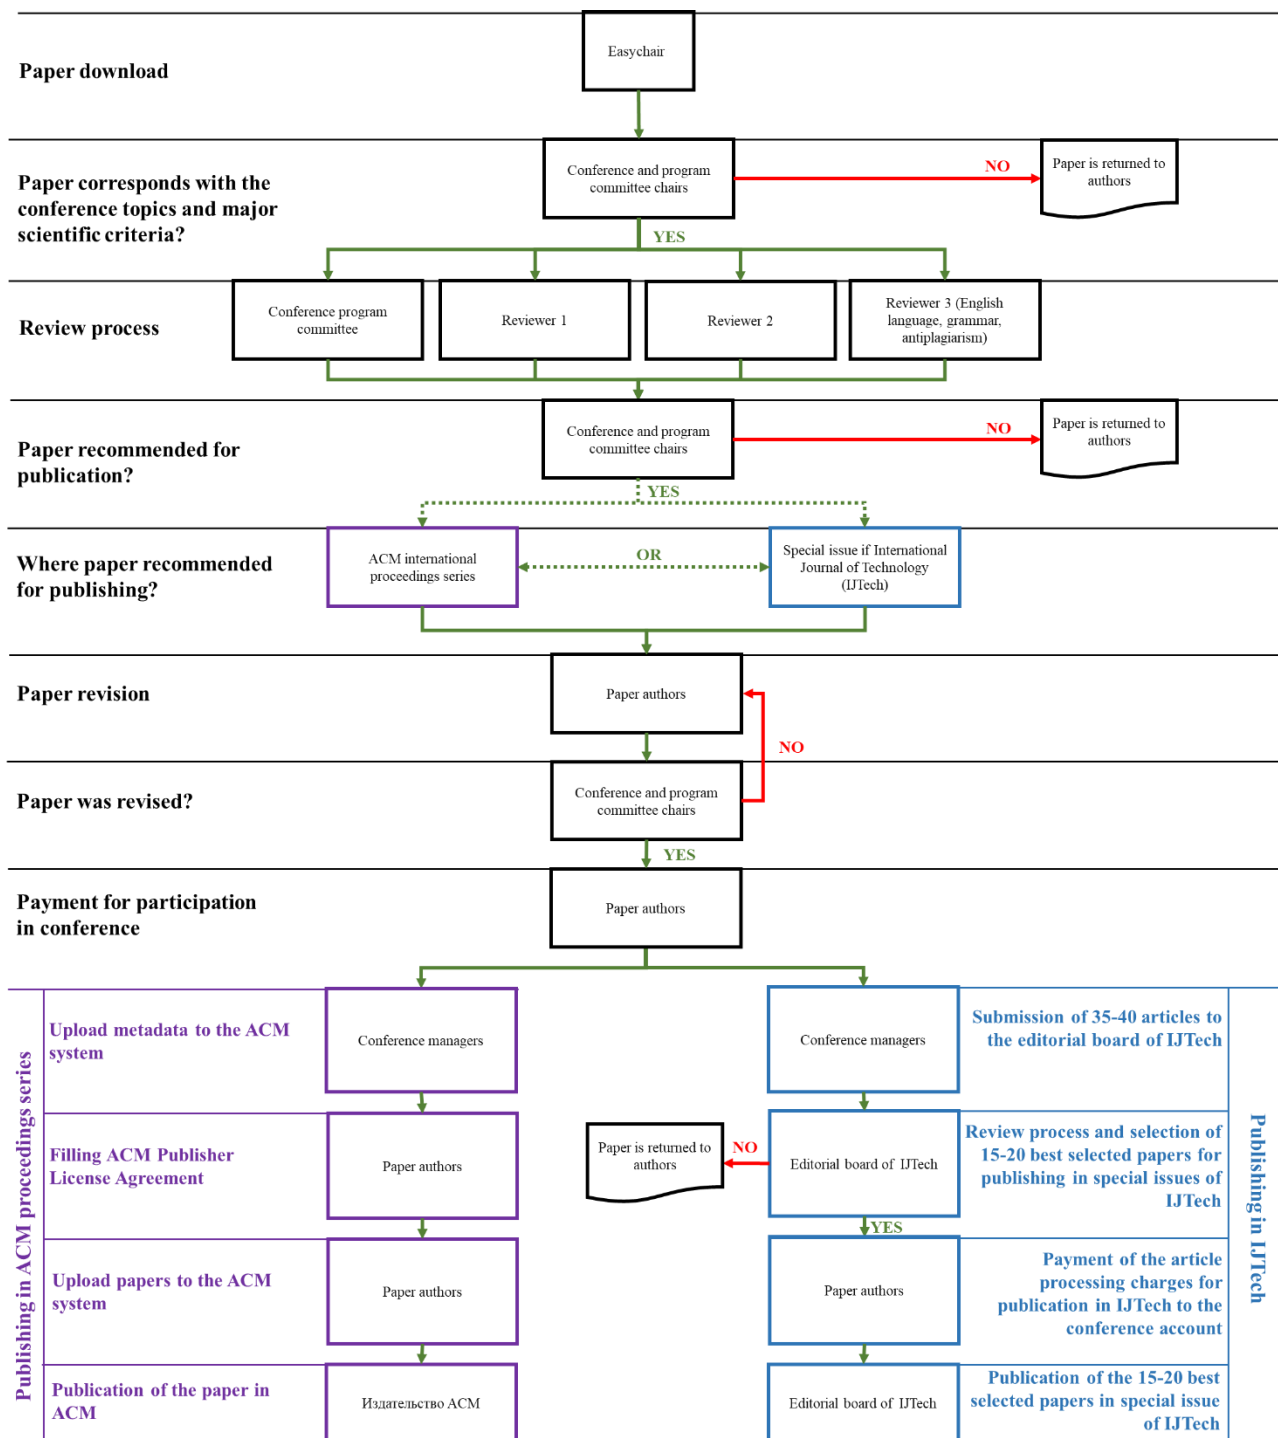 Paper download
Easychair
Paper corresponds with the
conference topics and major
scientific criteria?
Conference and program
committee chairs
NO
Paper is returned to
authors
YES
Review process
Conference program
committee
Reviewer 1
Reviewer 2
Reviewer 3 (English
language, grammar,
antiplagiarism)
Paper recommended for
publication?
Conference and program
committee chairs
NO
Paper is returned to
authors
YES
Where paper recommended
for publishing?
ACM international
proceedings series
OR
Special issue if International
Journal of Technology
(IJTech)
Paper revision
Paper authors
NO
Paper was revised?
Conference and program
committee chairs
YES
Payment for participation
in conference
Paper authors
Publishing in ACM proceedings series
Upload metadata to the ACM
system
Conference managers
Filling ACM Publisher
License Agreement
Paper authors
Upload papers to the ACM
system
Paper authors
Publication of the paper in
ACM
Издательство ACM
Conference managers
Submission of 35-40 articles to
the editorial board of IJTech
Paper is returned to
authors
NO
Editorial board of IJTech
Review process and selection of
15-20 best selected papers for
publishing in special issues of
IJTech
YES
Paper authors
Payment of the article
processing charges for
publication in IJTech to the
conference account
Editorial board of IJTech
Publication of the 15-20 best
selected papers in special issue
of IJTech
Publishing in IJTech